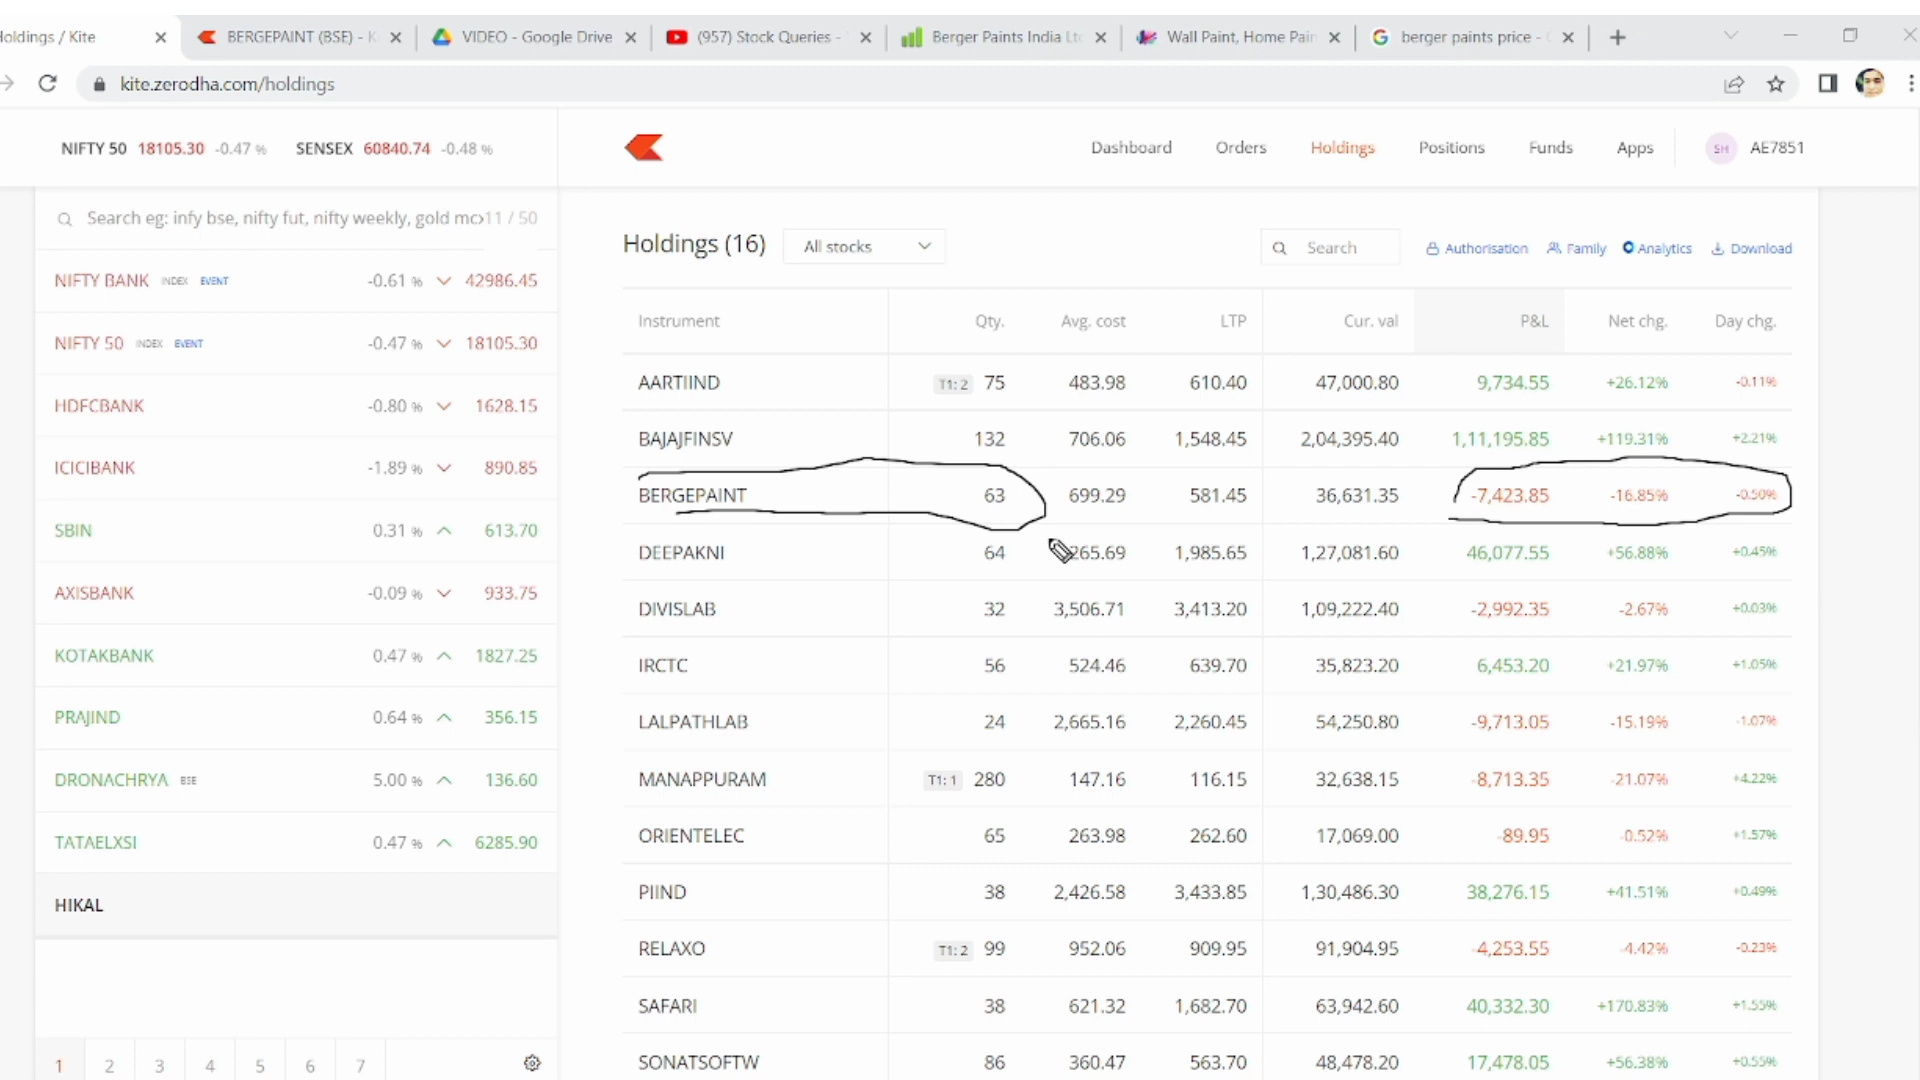 Holdings / Kite
BERGEPAINT (BSE) - K
VIDEO - Google Drive
(957) Stock Queries -
Berger Paints India Ltd
Wall Paint, Home Pain
berger paints price -
kite.zerodha.com/holdings
NIFTY 50 18105.30 -0.47 % SENSEX 60840.74 -0.48 %
Dashboard Orders Holdings Positions Funds Apps SH AE7851
Search eg: infy bse, nifty fut, nifty weekly, gold mcx 11 / 50
NIFTY BANK INDEX EVENT -0.61 % 42986.45
NIFTY 50 INDEX EVENT -0.47 % 18105.30
HDFCBANK -0.80 % 1628.15
ICICIBANK -1.89 % 890.85
SBIN 0.31 % 613.70
AXISBANK -0.09 % 933.75
KOTAKBANK 0.47 % 1827.25
PRAJIND 0.64 % 356.15
DRONACHRYA BSE 5.00 % 136.60
TATAELXSI 0.47 % 6285.90
HIKAL
1 2 3 4 5 6 7
Holdings (16) All stocks Search Authorisation Family Analytics Download
Instrument Qty. Avg. cost LTP Cur. val P&L Net chg. Day chg.
AARTIIND T1: 2 75 483.98 610.40 47,000.80 9,734.55 +26.12% -0.11%
BAJAJFINSV 132 706.06 1,548.45 2,04,395.40 1,11,195.85 +119.31% +2.21%
BERGEPAINT 63 699.29 581.45 36,631.35 -7,423.85 -16.85% -0.50%
DEEPAKNI 64 265.69 1,985.65 1,27,081.60 46,077.55 +56.88% +0.45%
DIVISLAB 32 3,506.71 3,413.20 1,09,222.40 -2,992.35 -2.67% +0.03%
IRCTC 56 524.46 639.70 35,823.20 6,453.20 +21.97% +1.05%
LALPATHLAB 24 2,665.16 2,260.45 54,250.80 -9,713.05 -15.19% -1.07%
MANAPPURAM T1: 1 280 147.16 116.15 32,638.15 -8,713.35 -21.07% +4.22%
ORIENTELEC 65 263.98 262.60 17,069.00 -89.95 -0.52% +1.57%
PIIND 38 2,426.58 3,433.85 1,30,486.30 38,276.15 +41.51% +0.49%
RELAXO T1: 2 99 952.06 909.95 91,904.95 -4,253.55 -4.42% -0.23%
SAFARI 38 621.32 1,682.70 63,942.60 40,332.30 +170.83% +1.55%
SONATSOFTW 86 360.47 563.70 48,478.20 17,478.05 +56.38% +0.55%